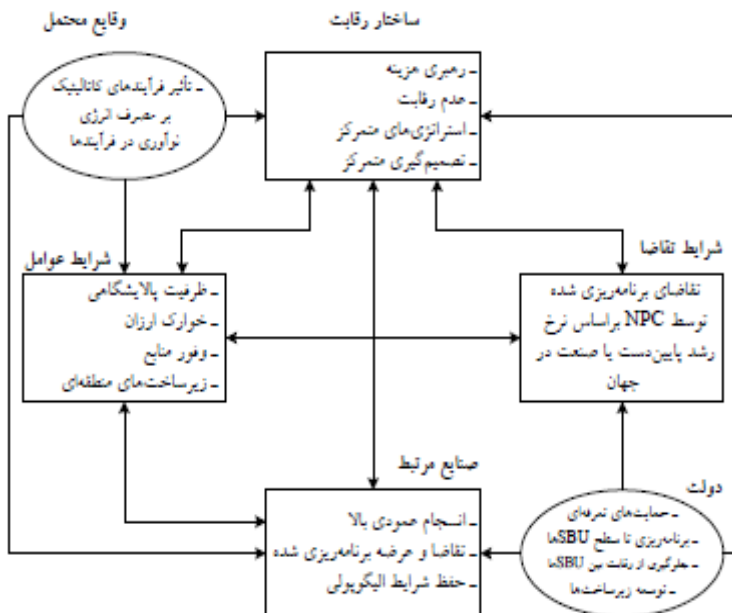 ساختار رقابت
وقایع محتمل
ـ رهبری هزینه
ـ عدم رقابت
ـ استراتژی‌های متمرکز
ـ تصمیم‌گیری متمرکز
ـ تأثیر فرآیندهای کاتالیتیک
بر مصرف انرژی
نوآوری در فرآیندها
شرایط تقاضا
تقاضای برنامه‌ریزی شده
توسط NPC براساس نرخ
رشد پایین‌دست یا صنعت در
جهان
شرایط عوامل
ـ ظرفیت پالایشگاهی
ـ خوراک ارزان
ـ وفور منابع
ـ زیرساخت‌های منطقه‌ای
صنایع مرتبط
ـ انسجام عمودی بالا
ـ تقاضا و عرضه برنامه‌ریزی شده
ـ حفظ شرایط الیگوپولی
دولت
ـ حمایت‌های تعرفه‌ای
ـ برنامه‌ریزی تا سطح SBUها
ـ جلوگیری از رقابت بین SBUها
ـ توسعه زیرساخت‌ها